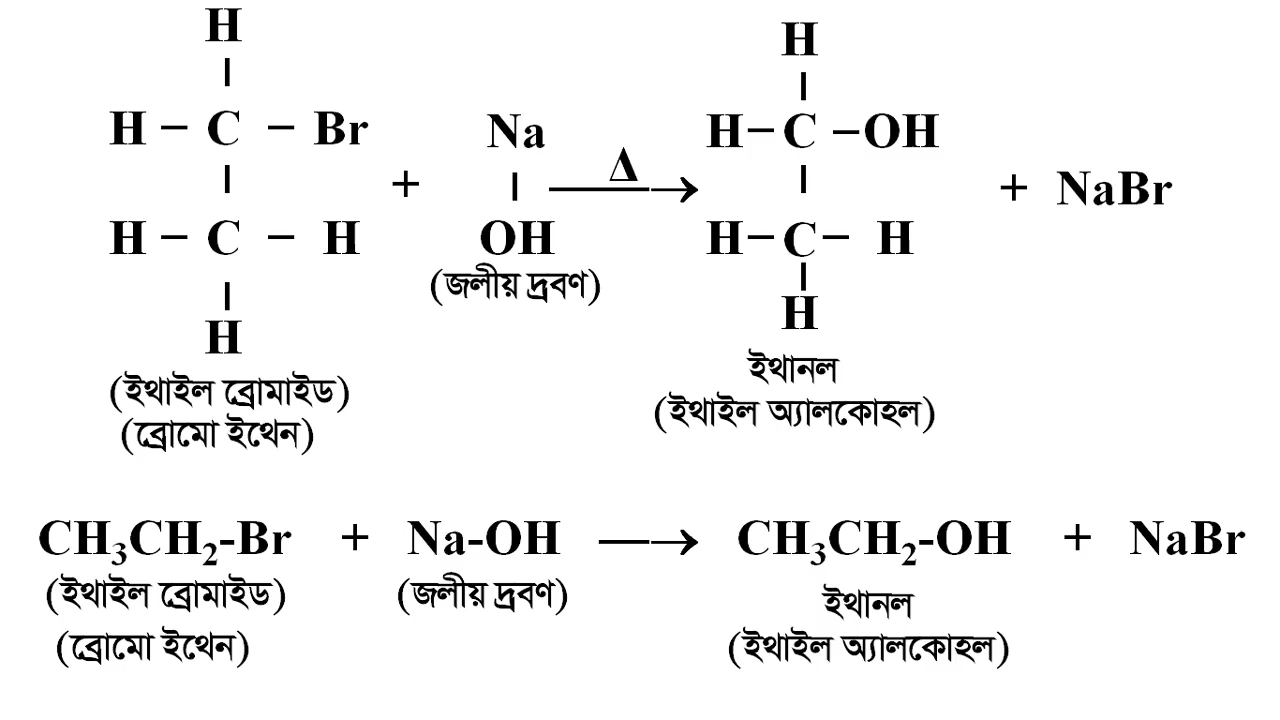 H H
H – C – Br Na H – C – OH
+ Δ → + NaBr
H – C – H OH H – C – H
(জলীয় দ্রবণ)
H H
ইথানল
(ইথাইল ব্রোমাইড) (ইথাইল অ্যালকোহল)
(ব্রোমো ইথেন)
CH₃CH₂-Br + Na-OH ⟶ CH₃CH₂-OH + NaBr
(ইথাইল ব্রোমাইড) (জলীয় দ্রবণ) ইথানল
(ব্রোমো ইথেন) (ইথাইল অ্যালকোহল)